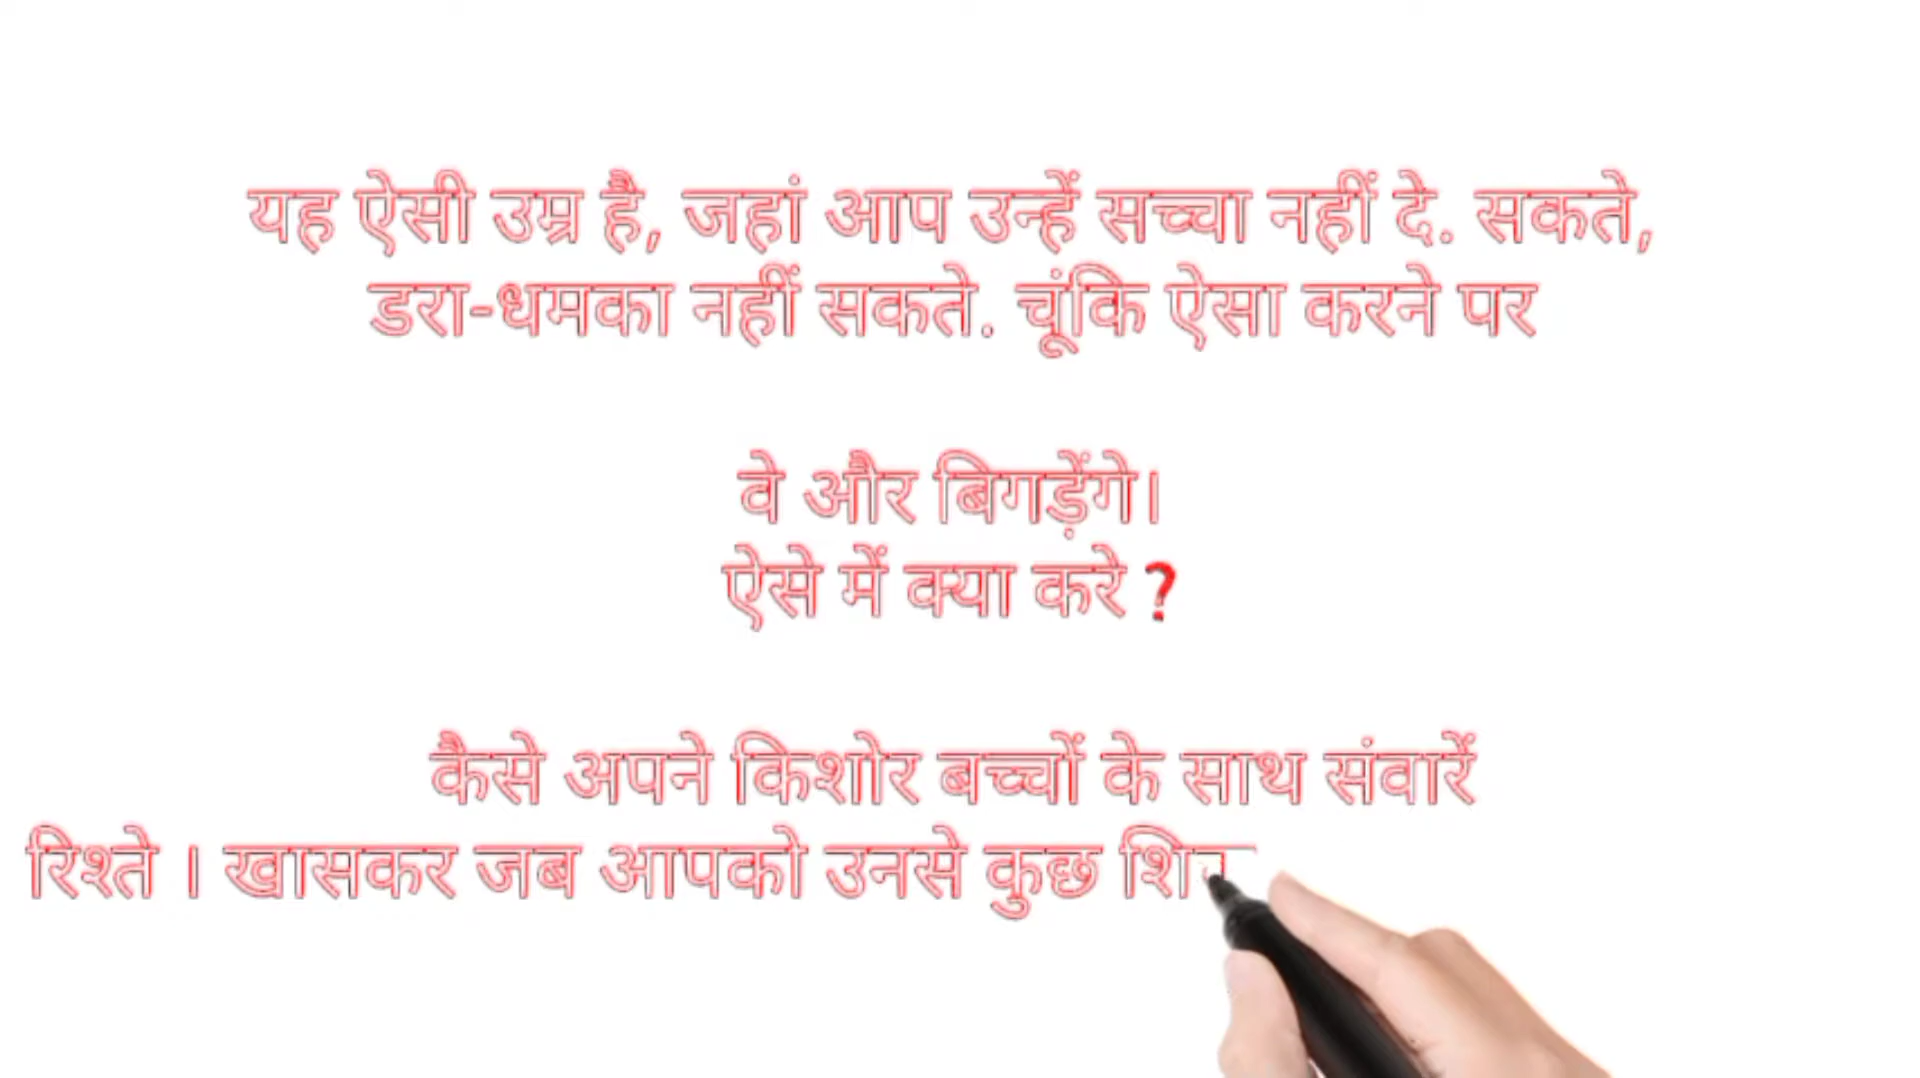 यह ऐसी उम्र है, जहां आप उन्हें सच्चा नहीं दे. सकते,
डरा-धमका नहीं सकते. चूंकि ऐसा करने पर
वे और बिगड़ेंगे।
ऐसे में क्या करे ?
कैसे अपने किशोर बच्चों के साथ संवारें
रिश्ते । खासकर जब आपको उनसे कुछ